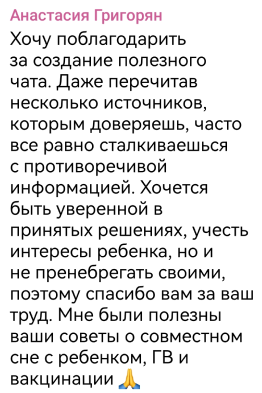 Анастасия Григорян
Хочу поблагодарить
за создание полезного
чата. Даже перечитав
несколько источников,
которым доверяешь, часто
все равно сталкиваешься
с противоречивой
информацией. Хочется
быть уверенной в
принятых решениях, учесть
интересы ребенка, но и
не пренебрегать своими,
поэтому спасибо вам за ваш
труд. Мне были полезны
ваши советы о совместном
сне с ребенком, ГВ и
вакцинации 🙏